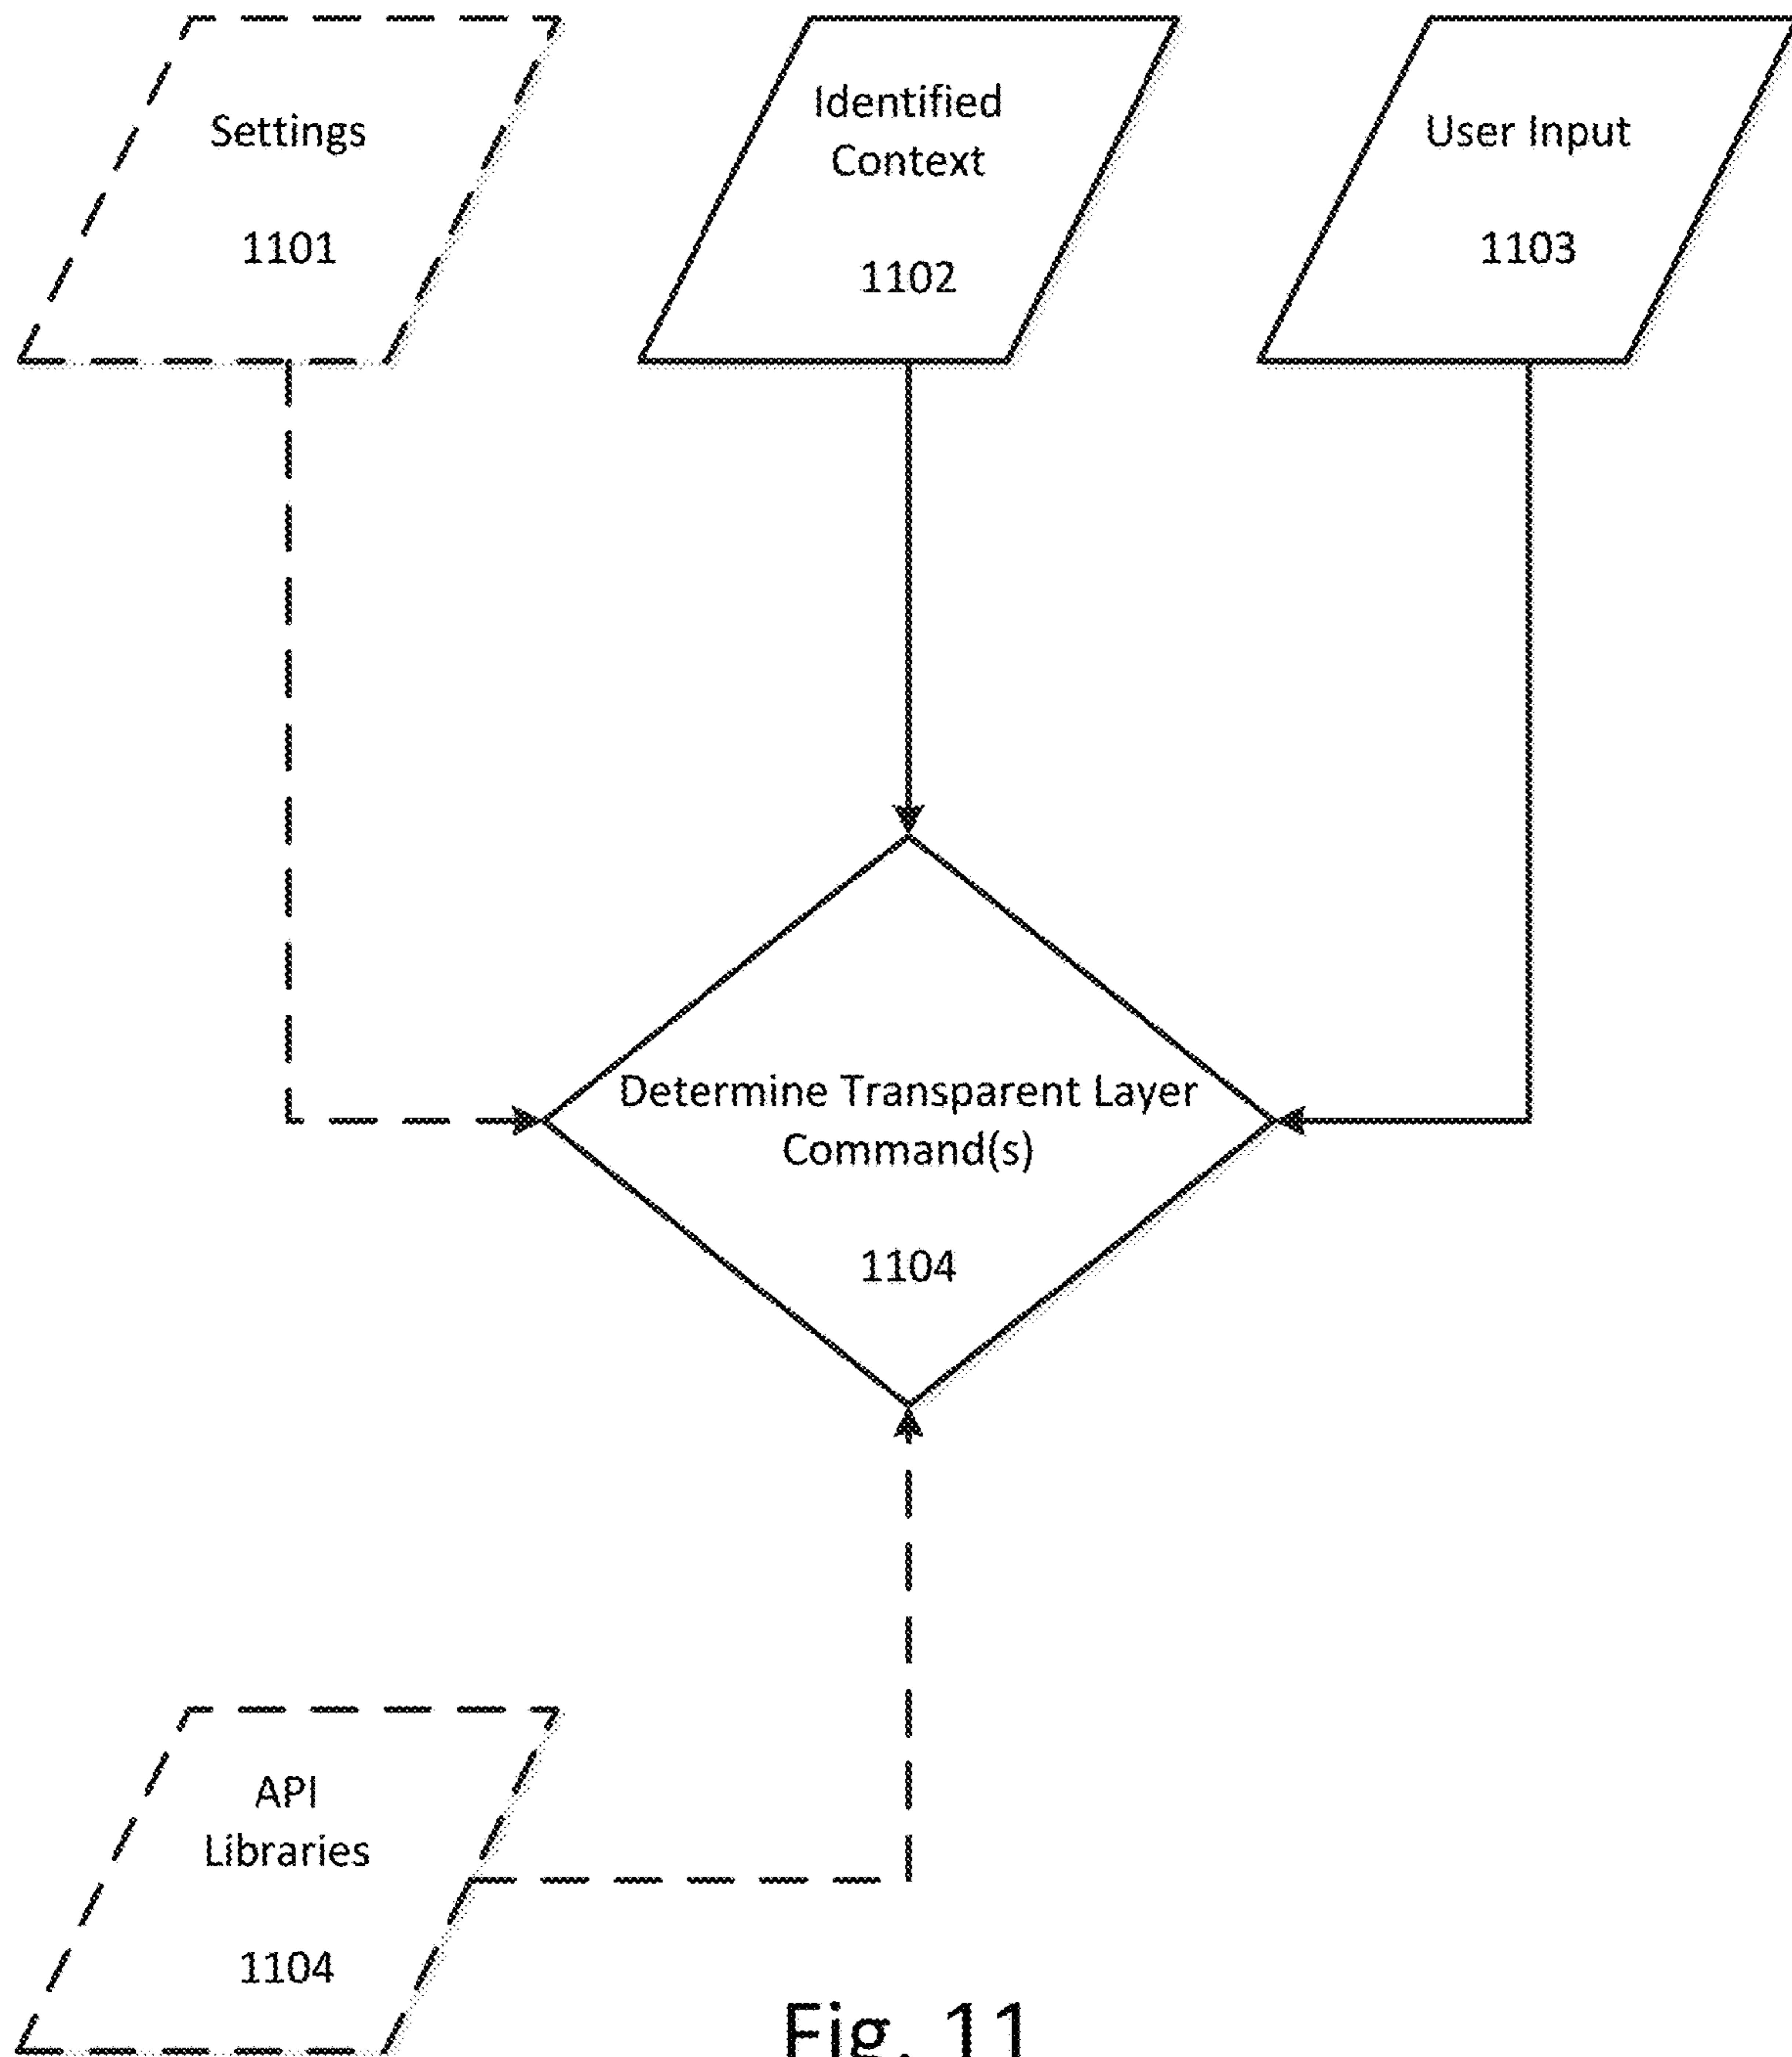 Settings
1101
Identified
Context
1102
User Input
1103
Determine Transparent Layer
Command(s)
1104
API
Libraries
1104
Fig. 11